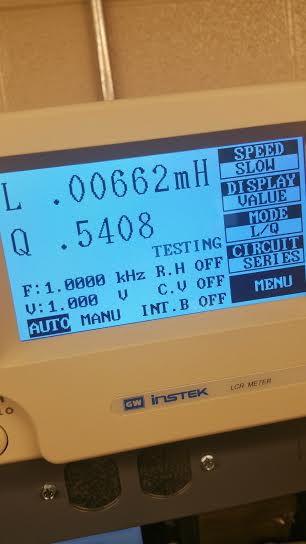 L .00662mH
Q .5408
TESTING
F:1.0000 kHz R.H OFF
V:1.000 V C.V OFF
AUTO MANU INT.B OFF
SPEED
SLOW
DISPLAY
VALUE
MODE
L/Q
CIRCUIT
SERIES
MENU
GW INSTEK LCR METER
LO